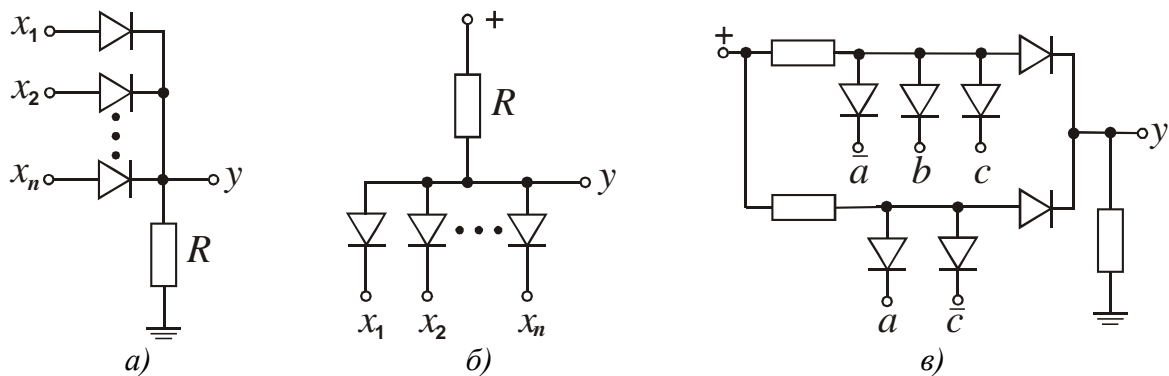 x₁
x₂
xₙ
y
R
а)
+
R
y
x₁ x₂ xₙ
б)
+
y
a̅ b c
a c̅
в)